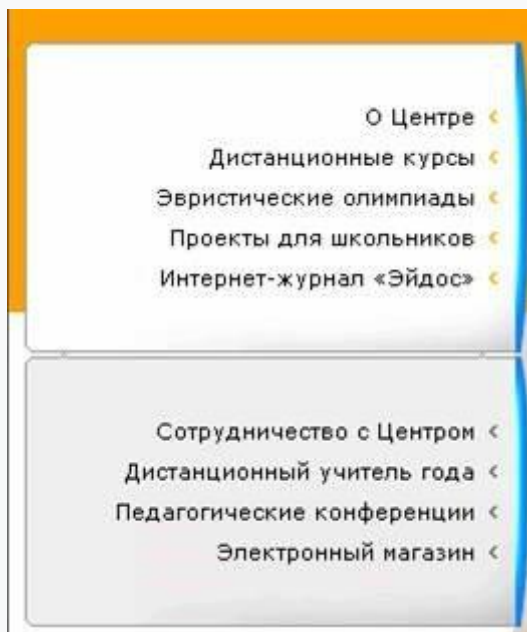 О Центре
Дистанционные курсы
Эвристические олимпиады
Проекты для школьников
Интернет-журнал «Эйдос»
Сотрудничество с Центром
Дистанционный учитель года
Педагогические конференции
Электронный магазин